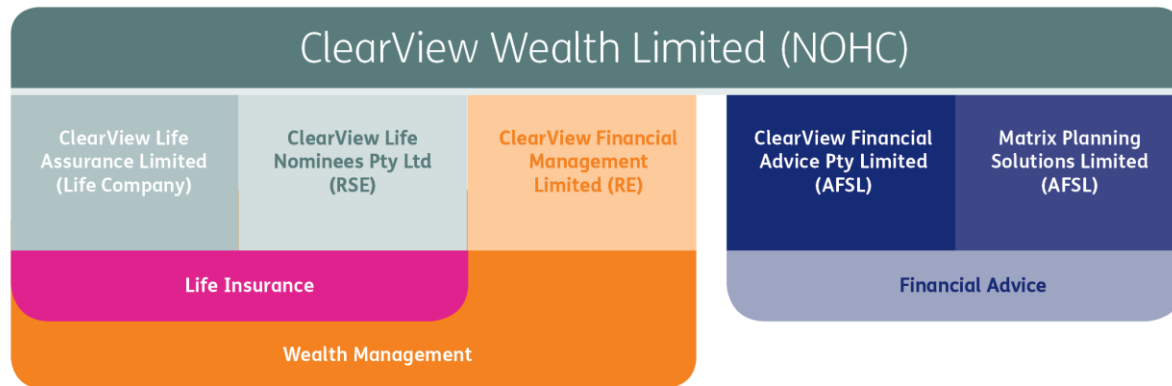 ClearView Wealth Limited (NOHC)
ClearView Life
Assurance Limited
(Life Company)
ClearView Life
Nominees Pty Ltd
(RSE)
ClearView Financial
Management
Limited (RE)
ClearView Financial
Advice Pty Limited
(AFSL)
Matrix Planning
Solutions Limited
(AFSL)
Life Insurance
Financial Advice
Wealth Management